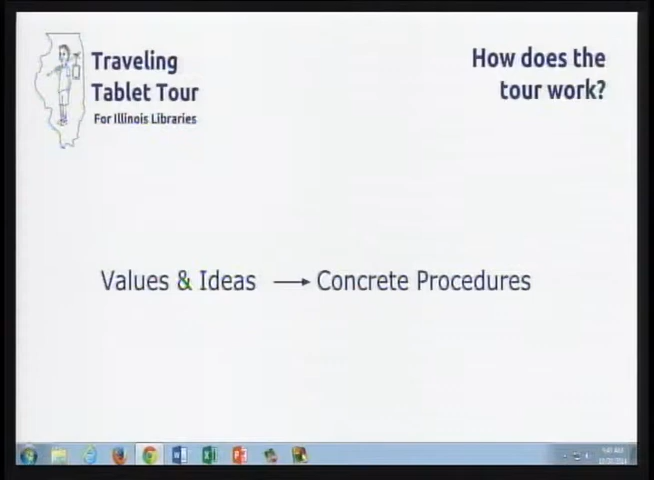 Traveling
Tablet Tour
For Illinois Libraries
How does the
tour work?
Values & Ideas → Concrete Procedures